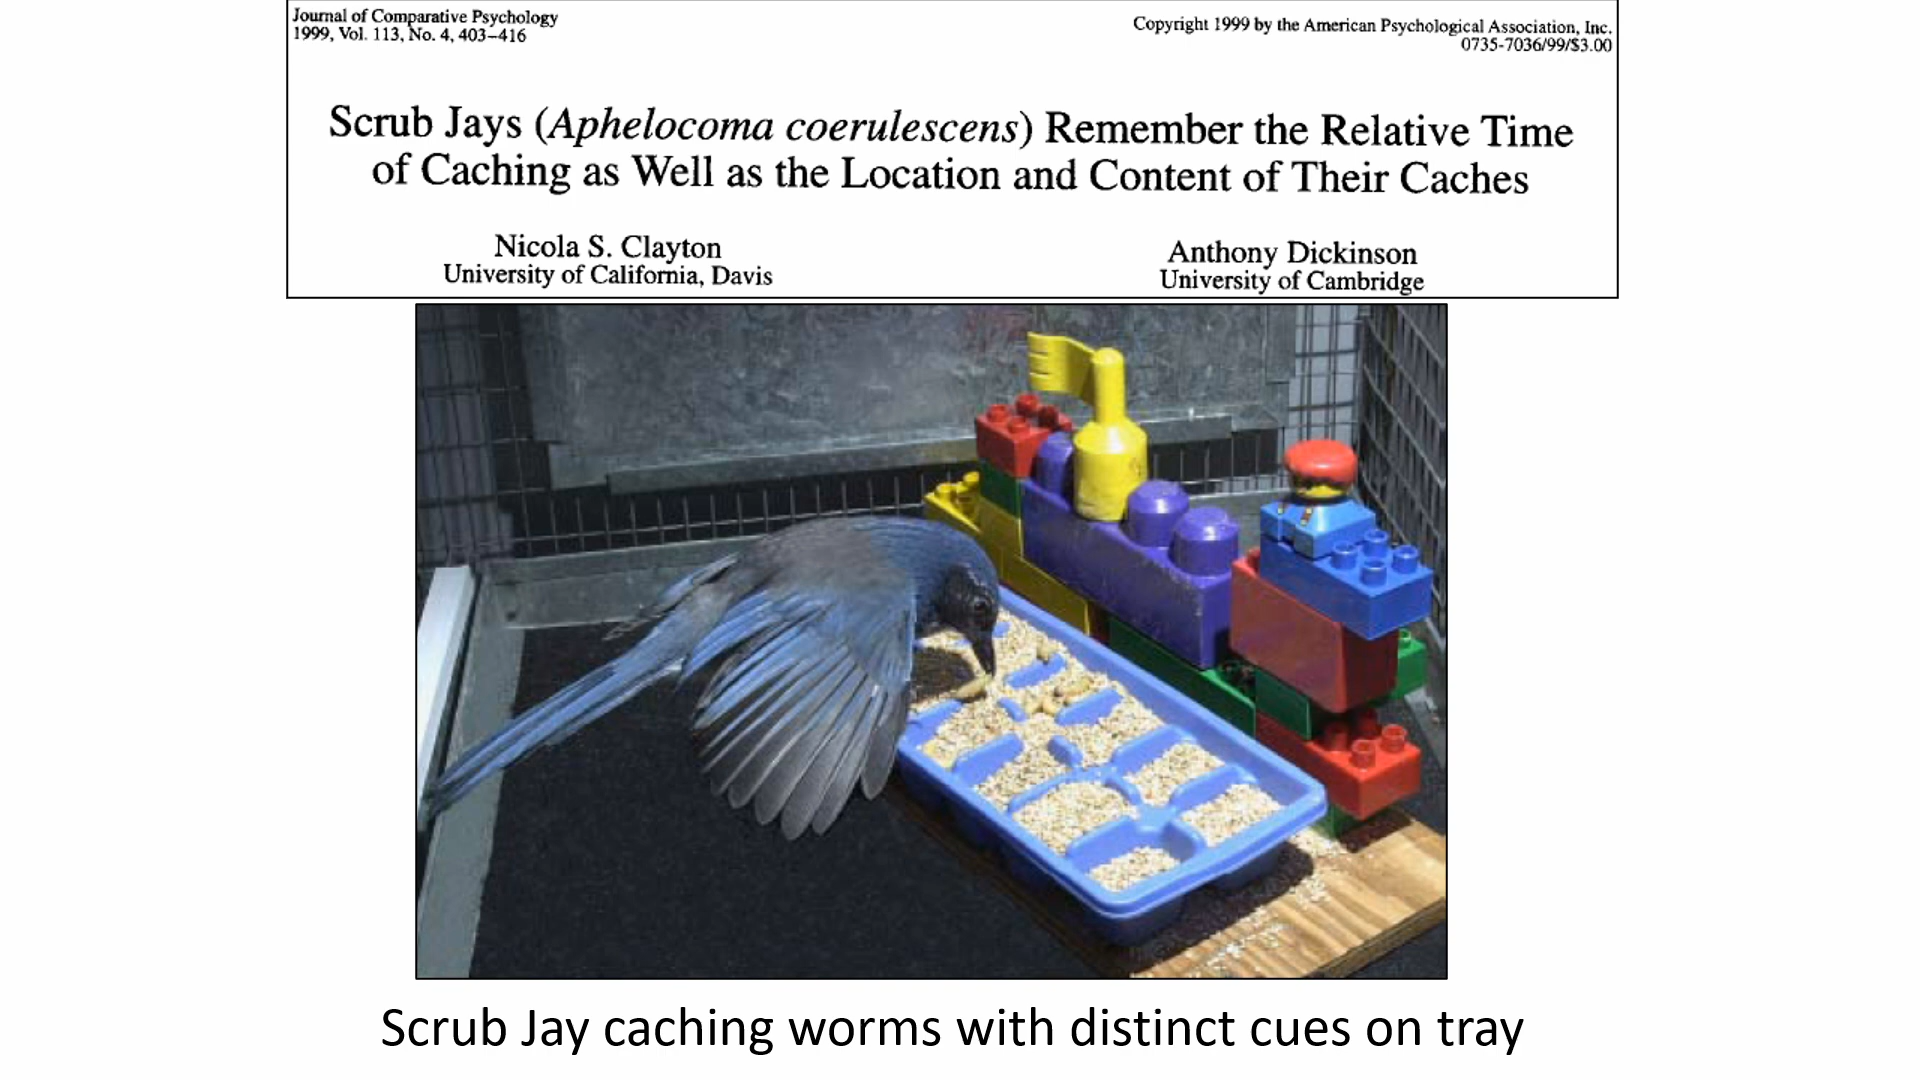 Journal of Comparative Psychology
1999, Vol. 113, No. 4, 403–416
Copyright 1999 by the American Psychological Association, Inc.
0735-7036/99/$3.00
Scrub Jays (Aphelocoma coerulescens) Remember the Relative Time
of Caching as Well as the Location and Content of Their Caches
Nicola S. Clayton
University of California, Davis
Anthony Dickinson
University of Cambridge
Scrub Jay caching worms with distinct cues on tray